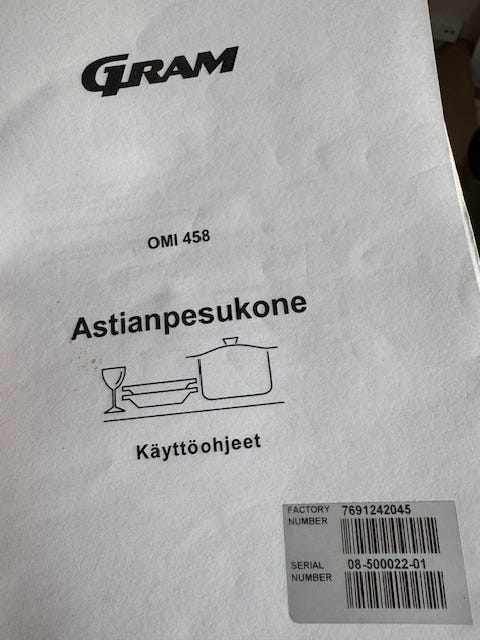 GRAM
OMI 458
Astianpesukone
Käyttöohjeet
FACTORY NUMBER 7691242045
SERIAL NUMBER 08-500022-01